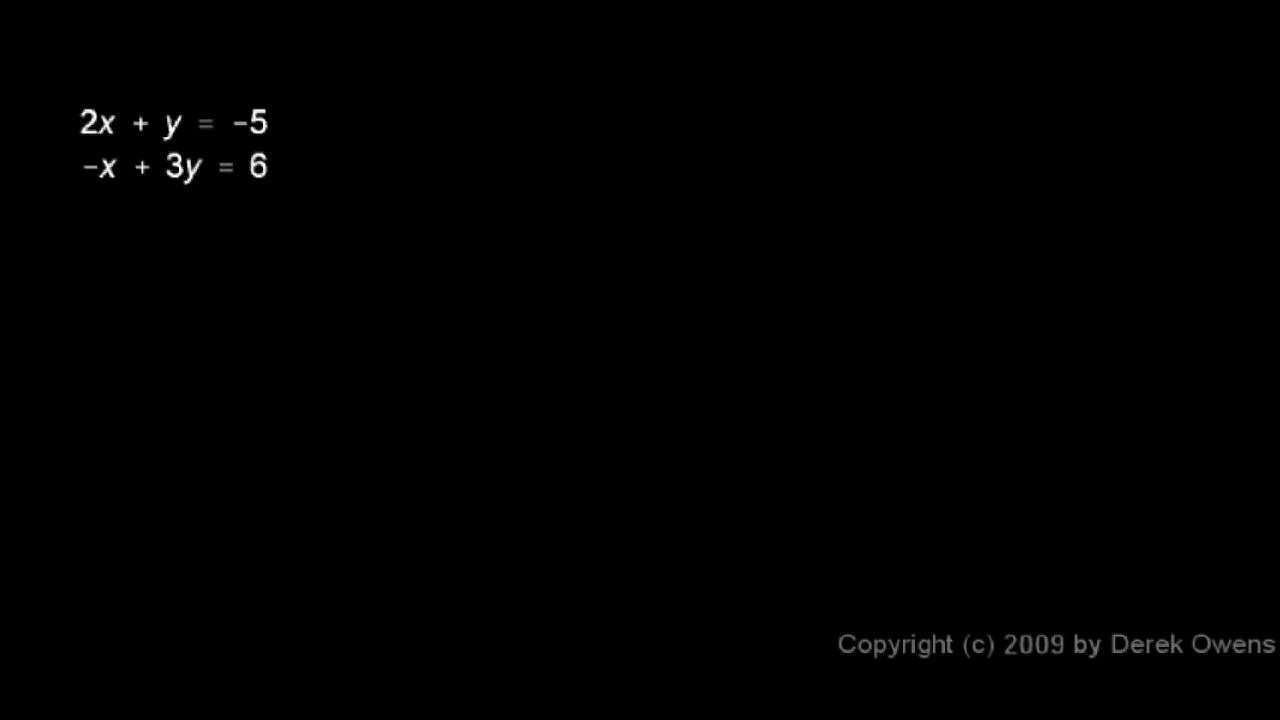 2x + y = -5
-x + 3y = 6
Copyright (c) 2009 by Derek Owens